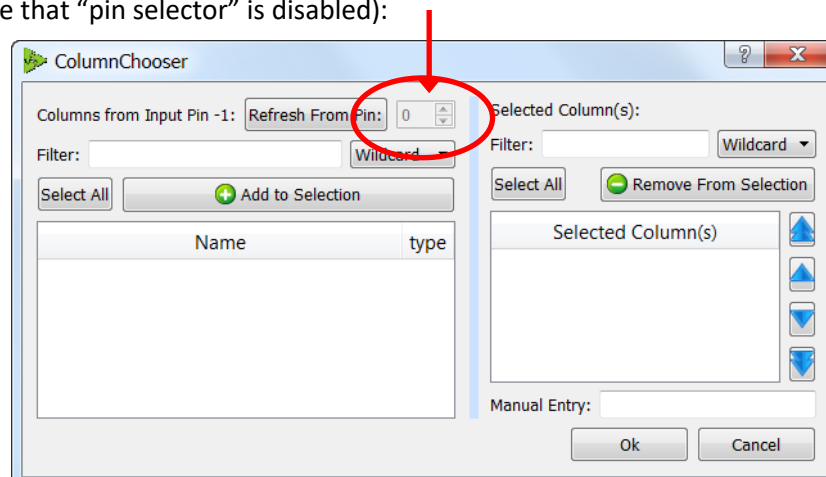 e that “pin selector” is disabled):
ColumnChooser
Columns from Input Pin -1: Refresh From Pin: 0
Filter: Wildcard
Select All Add to Selection
Name type
Selected Column(s):
Filter: Wildcard
Select All Remove From Selection
Selected Column(s)
Manual Entry:
Ok Cancel